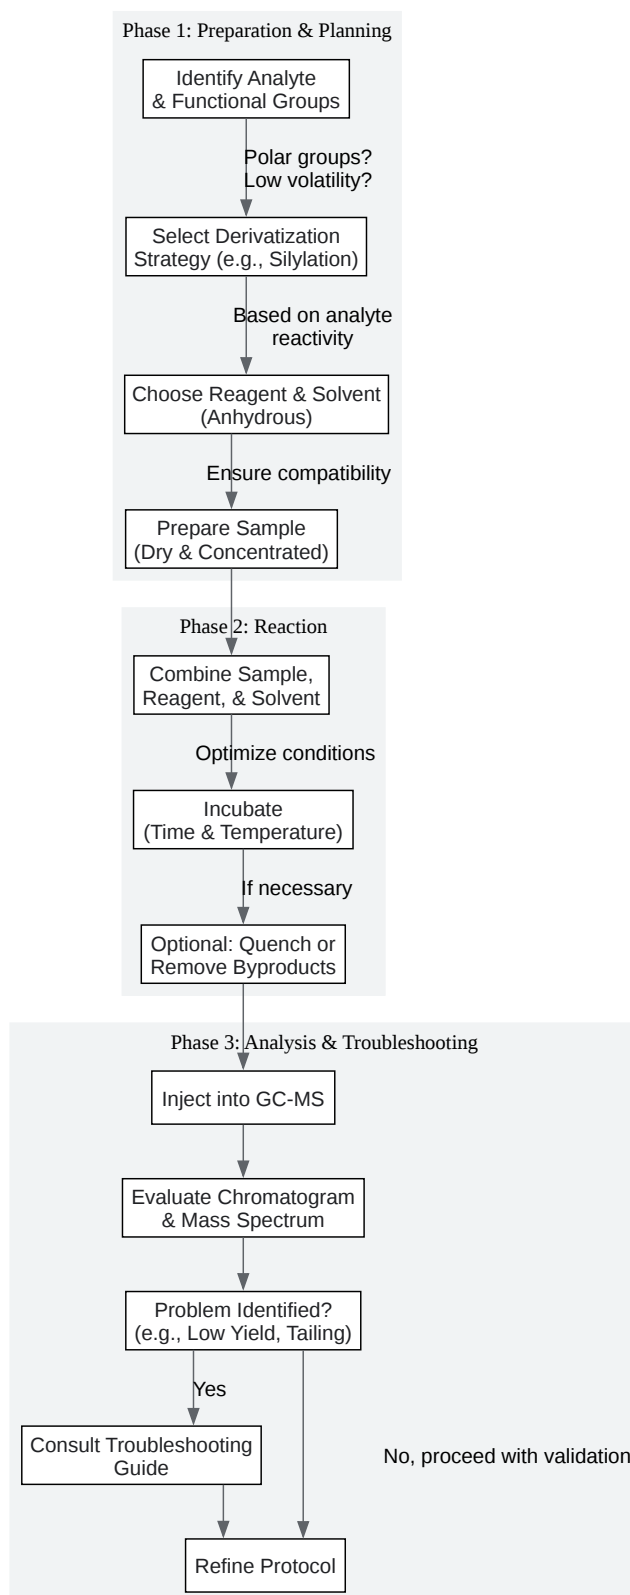 Phase 1: Preparation & Planning
Identify Analyte
& Functional Groups
Polar groups?
Low volatility?
Select Derivatization
Strategy (e.g., Silylation)
Based on analyte
reactivity
Choose Reagent & Solvent
(Anhydrous)
Ensure compatibility
Prepare Sample
(Dry & Concentrated)
Phase 2: Reaction
Combine Sample,
Reagent, & Solvent
Optimize conditions
Incubate
(Time & Temperature)
If necessary
Optional: Quench or
Remove Byproducts
Phase 3: Analysis & Troubleshooting
Inject into GC-MS
Evaluate Chromatogram
& Mass Spectrum
Problem Identified?
(e.g., Low Yield, Tailing)
Yes
Consult Troubleshooting
Guide
No, proceed with validation
Refine Protocol